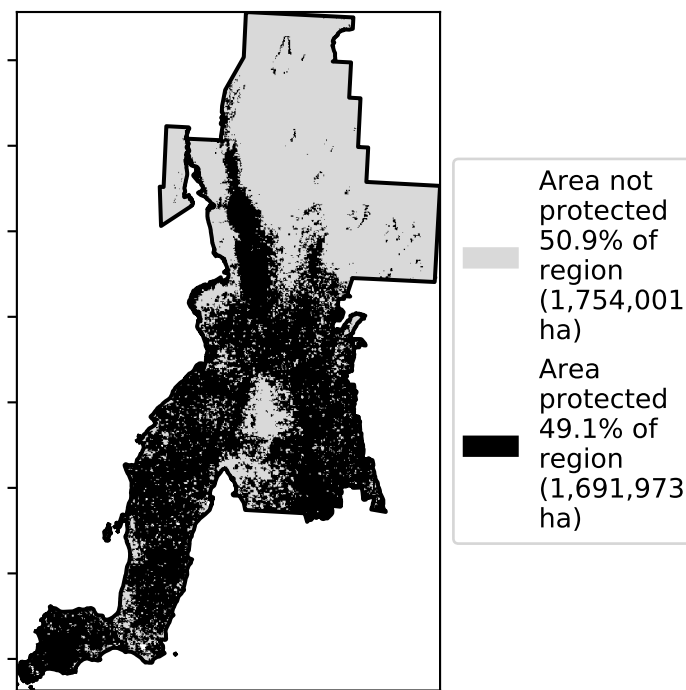 Area not
protected
50.9% of
region
(1,754,001
ha)
Area
protected
49.1% of
region
(1,691,973
ha)